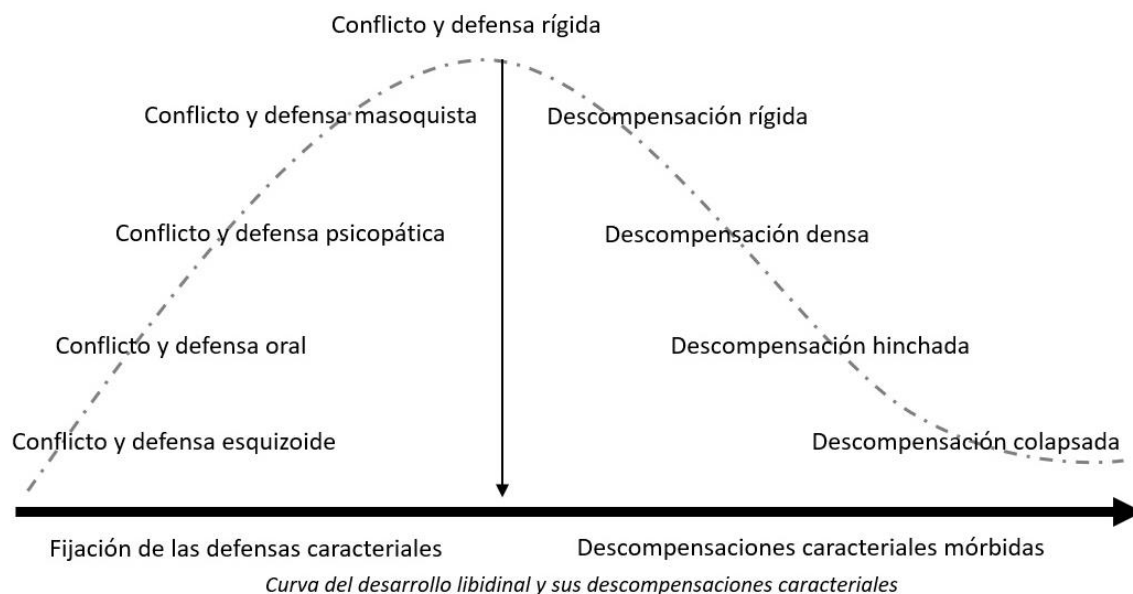 Conflicto y defensa rígida
Conflicto y defensa masoquista
Descompensación rígida
Conflicto y defensa psicopática
Descompensación densa
Conflicto y defensa oral
Descompensación hinchada
Conflicto y defensa esquizoide
Descompensación colapsada
Fijación de las defensas caracteriales
Descompensaciones caracteriales mórbidas
Curva del desarrollo libidinal y sus descompensaciones caracteriales